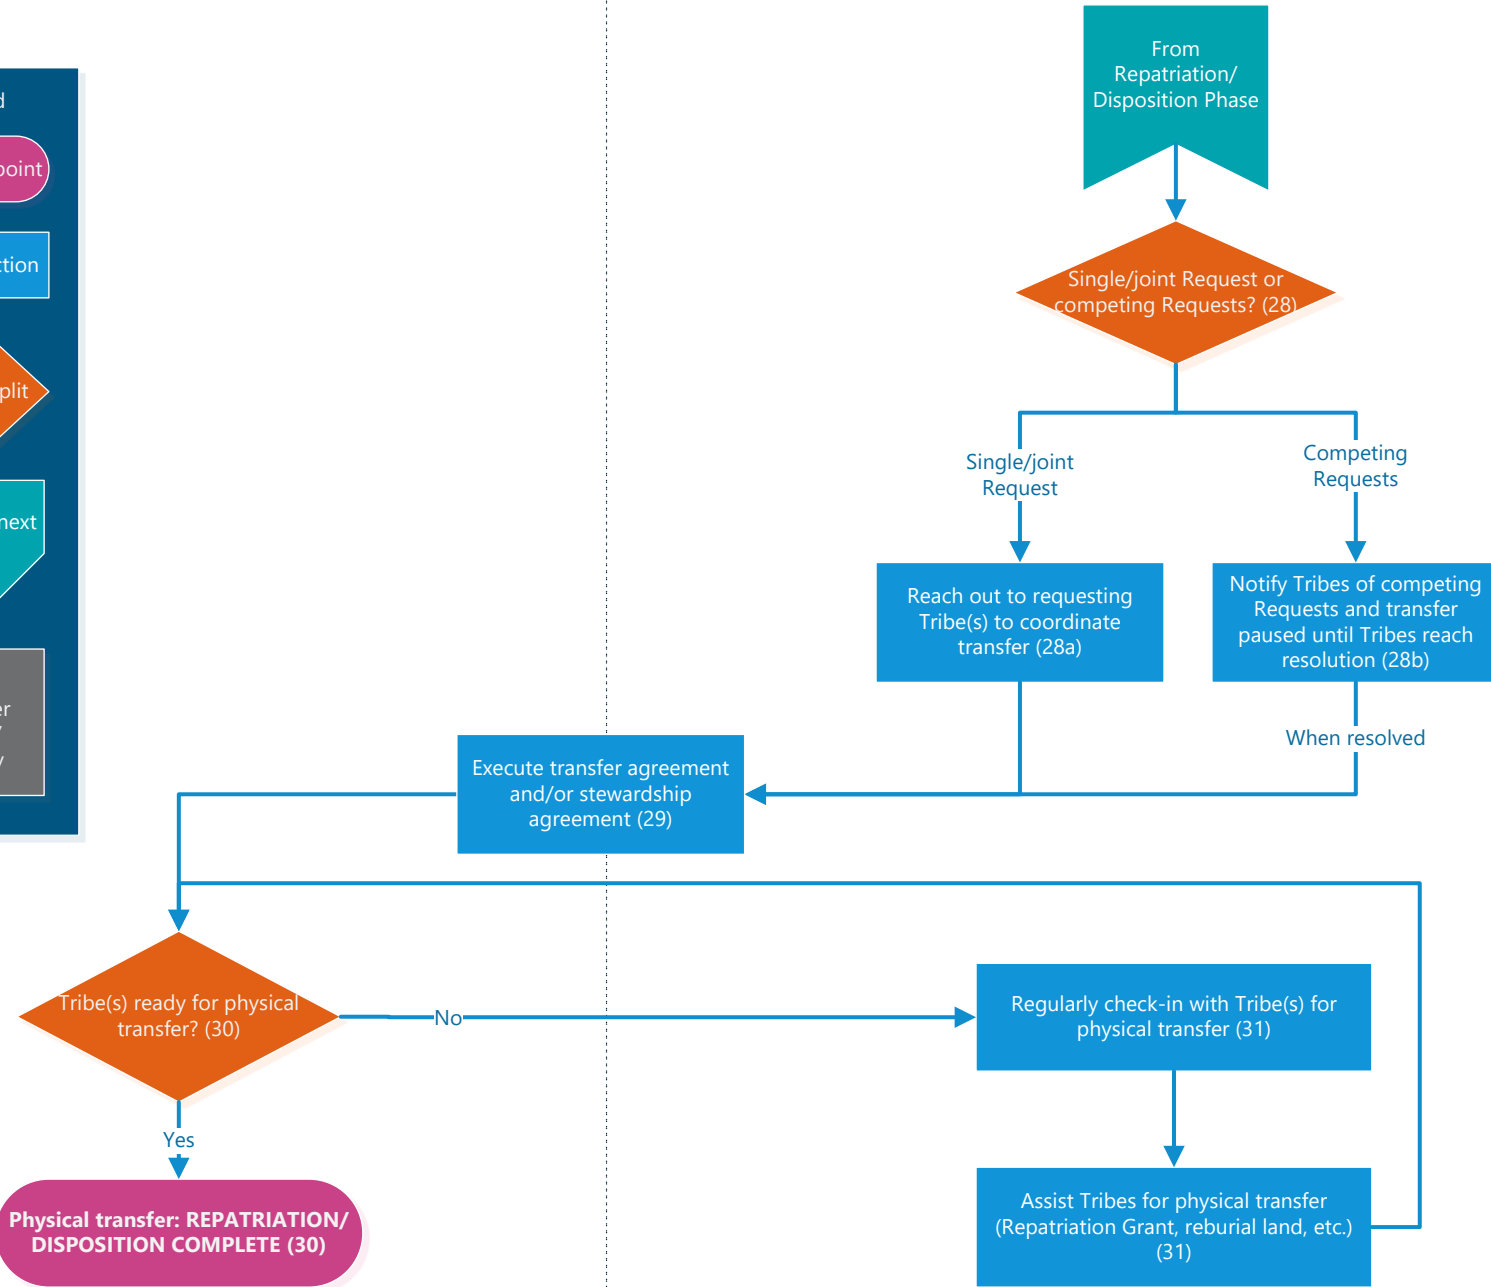 From
Repatriation/
Disposition Phase
point
plit
next
Single/joint Request or
competing Requests? (28)
Single/joint
Request
Competing
Requests
Reach out to requesting
Tribe(s) to coordinate
transfer (28a)
Notify Tribes of competing
Requests and transfer
paused until Tribes reach
resolution (28b)
When resolved
Execute transfer agreement
and/or stewardship
agreement (29)
Tribe(s) ready for physical
transfer? (30)
No
Regularly check-in with Tribe(s) for
physical transfer (31)
Yes
Physical transfer: REPATRIATION/
DISPOSITION COMPLETE (30)
Assist Tribes for physical transfer
(Repatriation Grant, reburial land, etc.)
(31)